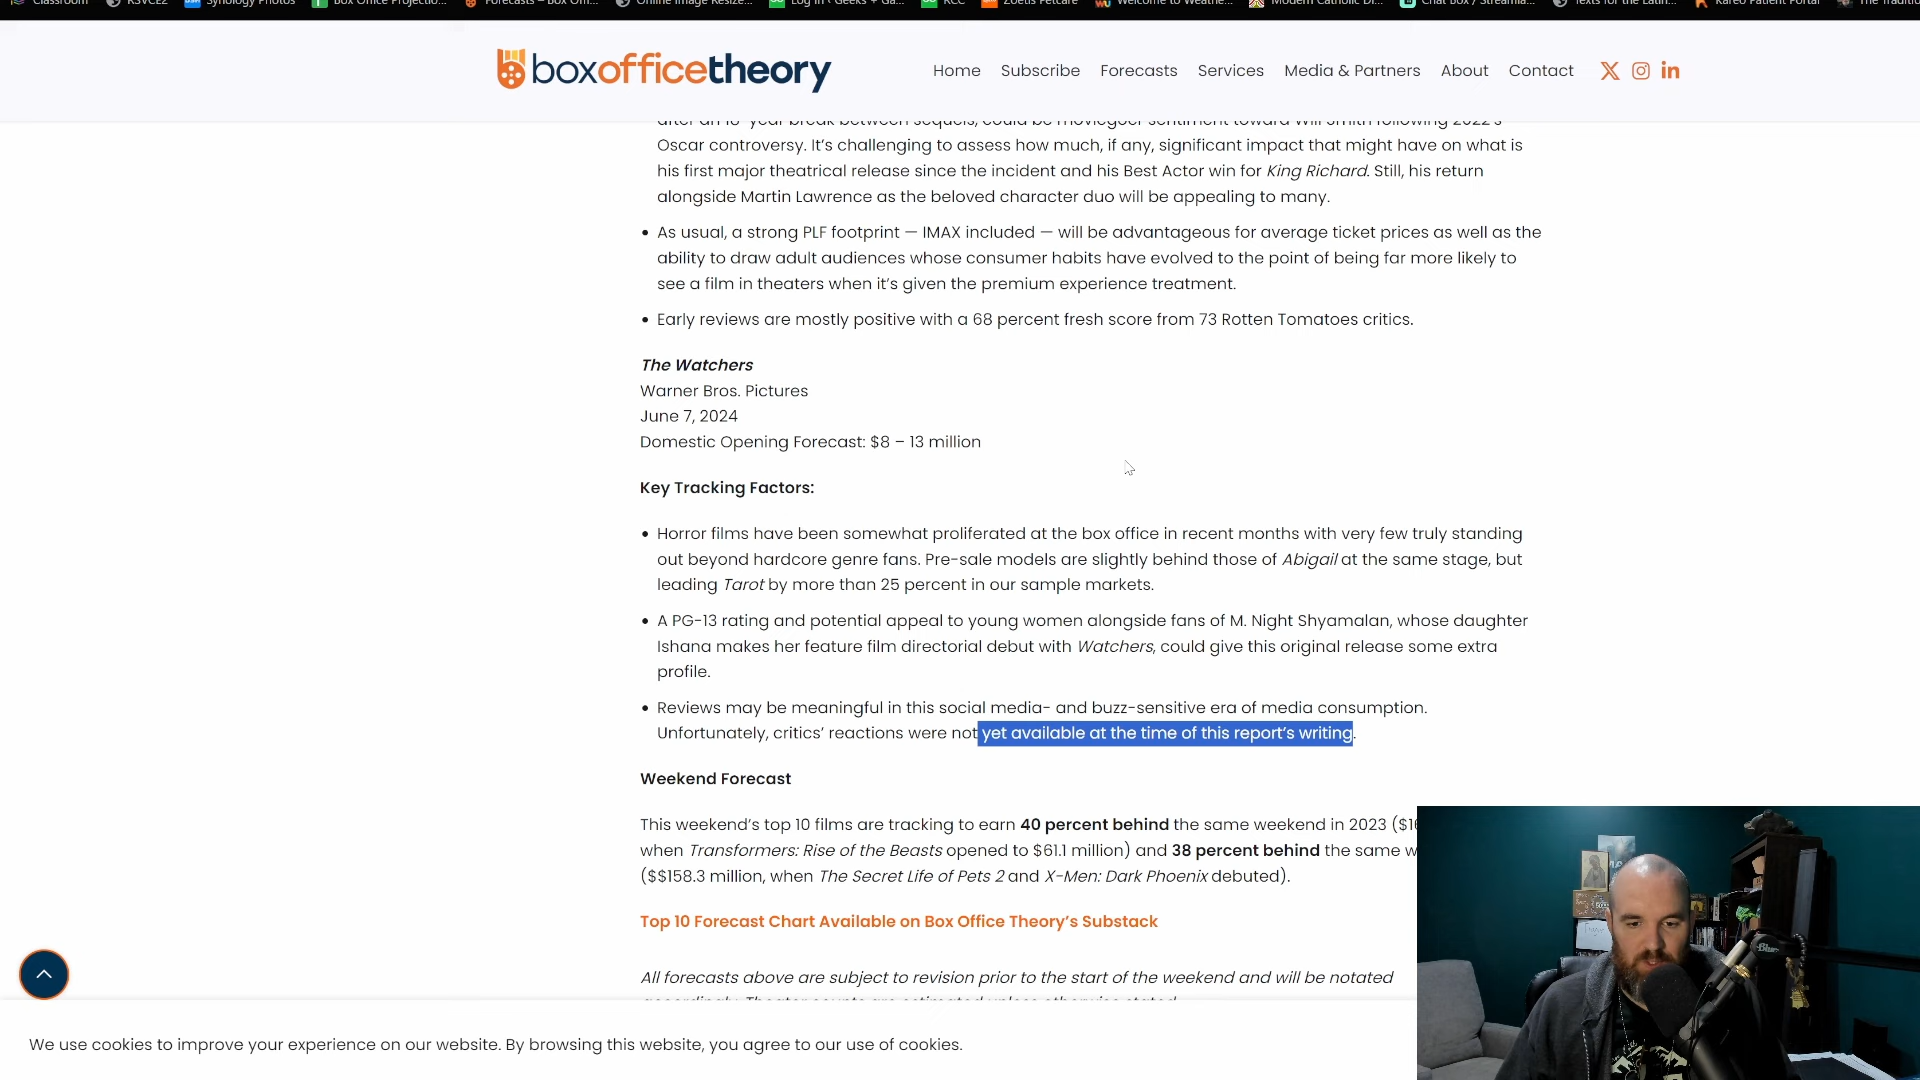 Classroom RSVCE2 Synology Photos Box Office Projectio... Forecasts – Box Om... Online Image Resize... Log In ‹ Geeks + Ga... RCC Zoetis Petcare Welcome to Weathe... Modern Catholic Di... Chat Box / Streamla... Texts for the Latin... Kareo Patient Portal The Traditio
boxofficetheory
Home Subscribe Forecasts Services Media & Partners About Contact
after an 18-year break between sequels, could be moviegoer sentiment toward Will Smith following 2022's
Oscar controversy. It's challenging to assess how much, if any, significant impact that might have on what is
his first major theatrical release since the incident and his Best Actor win for King Richard. Still, his return
alongside Martin Lawrence as the beloved character duo will be appealing to many.
• As usual, a strong PLF footprint — IMAX included — will be advantageous for average ticket prices as well as the
ability to draw adult audiences whose consumer habits have evolved to the point of being far more likely to
see a film in theaters when it's given the premium experience treatment.
• Early reviews are mostly positive with a 68 percent fresh score from 73 Rotten Tomatoes critics.
The Watchers
Warner Bros. Pictures
June 7, 2024
Domestic Opening Forecast: $8 – 13 million
Key Tracking Factors:
• Horror films have been somewhat proliferated at the box office in recent months with very few truly standing
out beyond hardcore genre fans. Pre-sale models are slightly behind those of Abigail at the same stage, but
leading Tarot by more than 25 percent in our sample markets.
• A PG-13 rating and potential appeal to young women alongside fans of M. Night Shyamalan, whose daughter
Ishana makes her feature film directorial debut with Watchers, could give this original release some extra
profile.
• Reviews may be meaningful in this social media- and buzz-sensitive era of media consumption.
Unfortunately, critics' reactions were not yet available at the time of this report's writing.
Weekend Forecast
This weekend's top 10 films are tracking to earn 40 percent behind the same weekend in 2023 ($16
when Transformers: Rise of the Beasts opened to $61.1 million) and 38 percent behind the same w
($$158.3 million, when The Secret Life of Pets 2 and X-Men: Dark Phoenix debuted).
Top 10 Forecast Chart Available on Box Office Theory's Substack
All forecasts above are subject to revision prior to the start of the weekend and will be notated
accordingly. Theater counts are estimated unless otherwise stated.
We use cookies to improve your experience on our website. By browsing this website, you agree to our use of cookies.